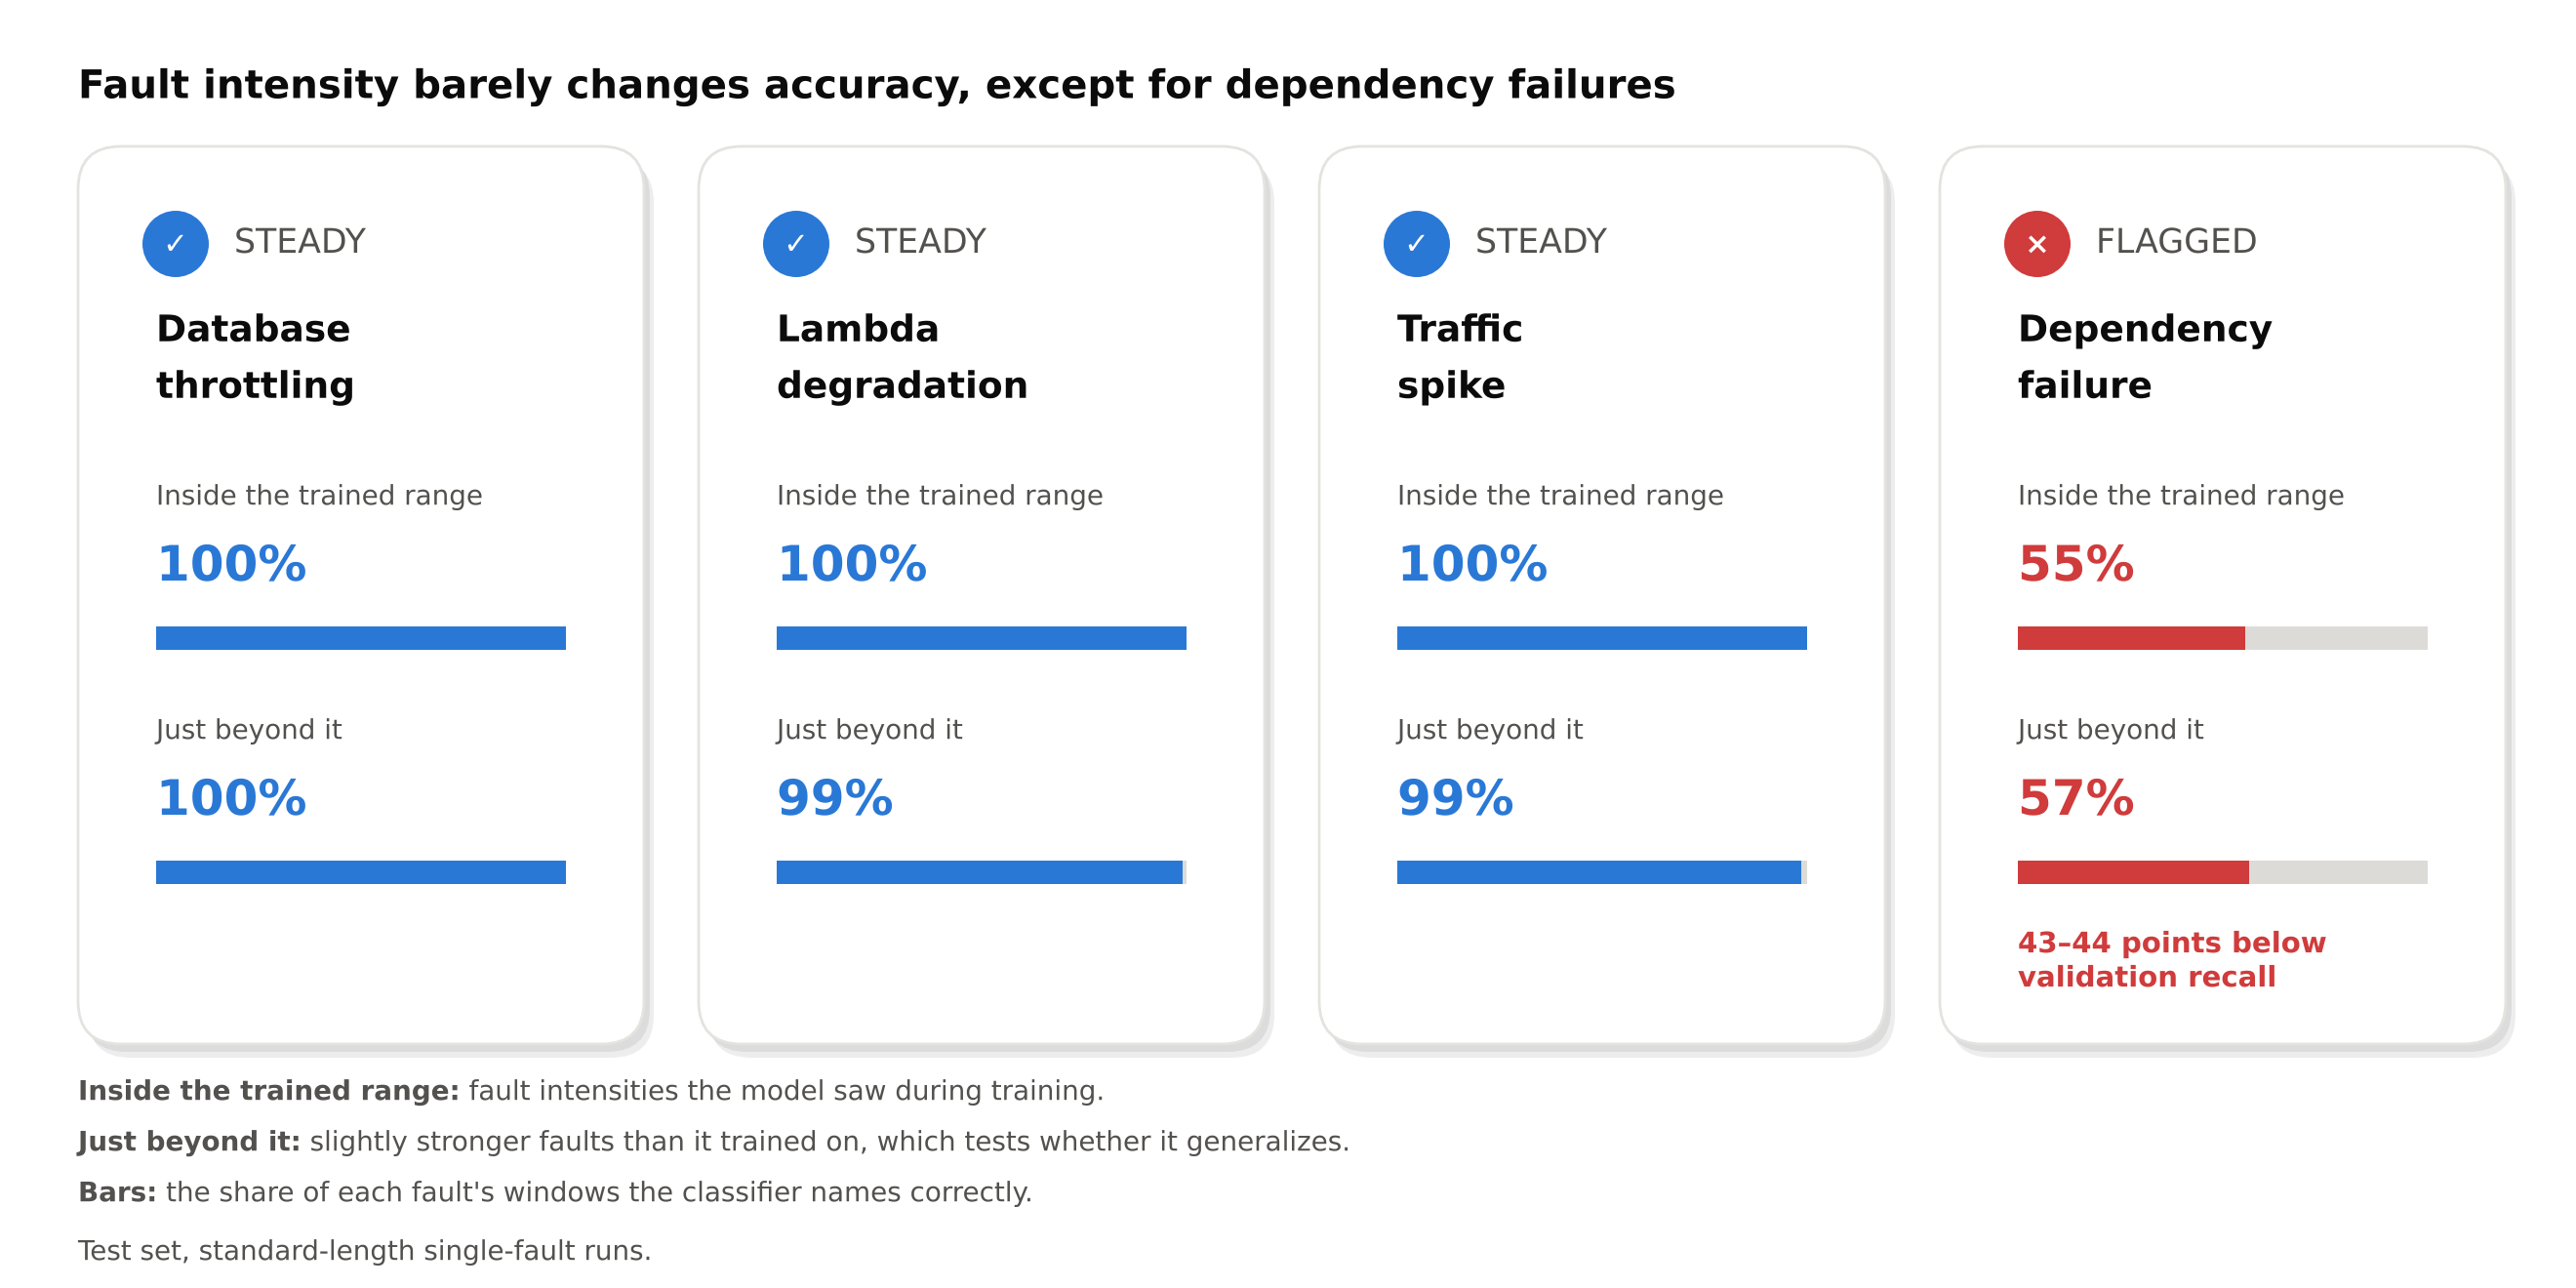 Fault intensity barely changes accuracy, except for dependency failures
✓ STEADY
Database
throttling
Inside the trained range
100%
Just beyond it
100%
✓ STEADY
Lambda
degradation
Inside the trained range
100%
Just beyond it
99%
✓ STEADY
Traffic
spike
Inside the trained range
100%
Just beyond it
99%
× FLAGGED
Dependency
failure
Inside the trained range
55%
Just beyond it
57%
43–44 points below
validation recall
Inside the trained range: fault intensities the model saw during training.
Just beyond it: slightly stronger faults than it trained on, which tests whether it generalizes.
Bars: the share of each fault's windows the classifier names correctly.
Test set, standard-length single-fault runs.